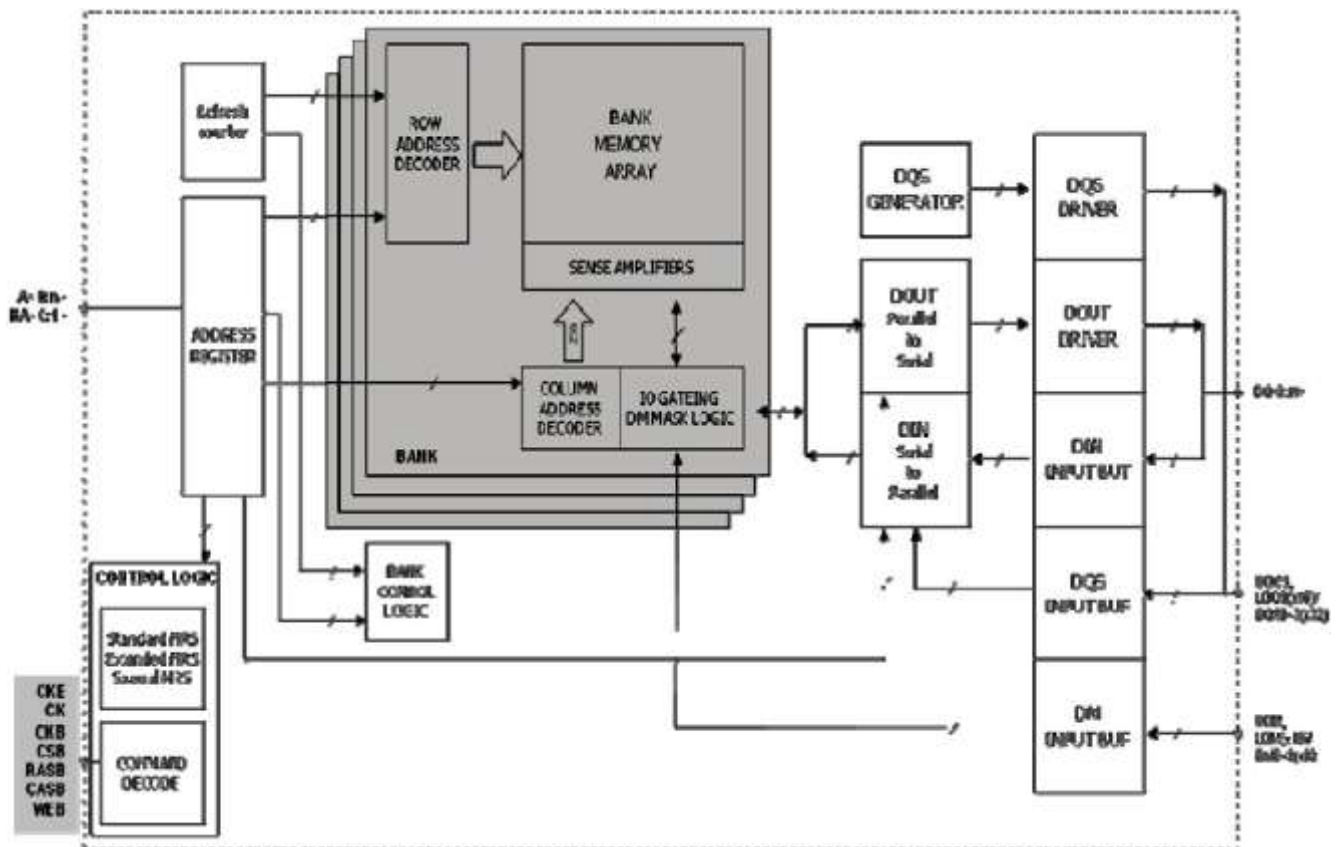 Refresh
counter
ROW
ADDRESS
DECODER
BANK
MEMORY
ARRAY
SENSE AMPLIFIERS
DQS
GENERATOR
DQS
DRIVER
ADDRESS
REGISTER
DOUT
Parallel
to
Serial
DOUT
DRIVER
COLUMN
ADDRESS
DECODER
IO GATEING
DM MASK LOGIC
BANK
DIN
Serial
to
Parallel
DIN
INPUT BUT
BANK
CONTROL
LOGIC
DQS
INPUT BUF
CONTROL LOGIC
Standard MRS
Extended MRS
Special MRS
CKE
CK
CKB
CSB
RASB
CASB
WEB
COMMAND
DECODE
DM
INPUT BUF